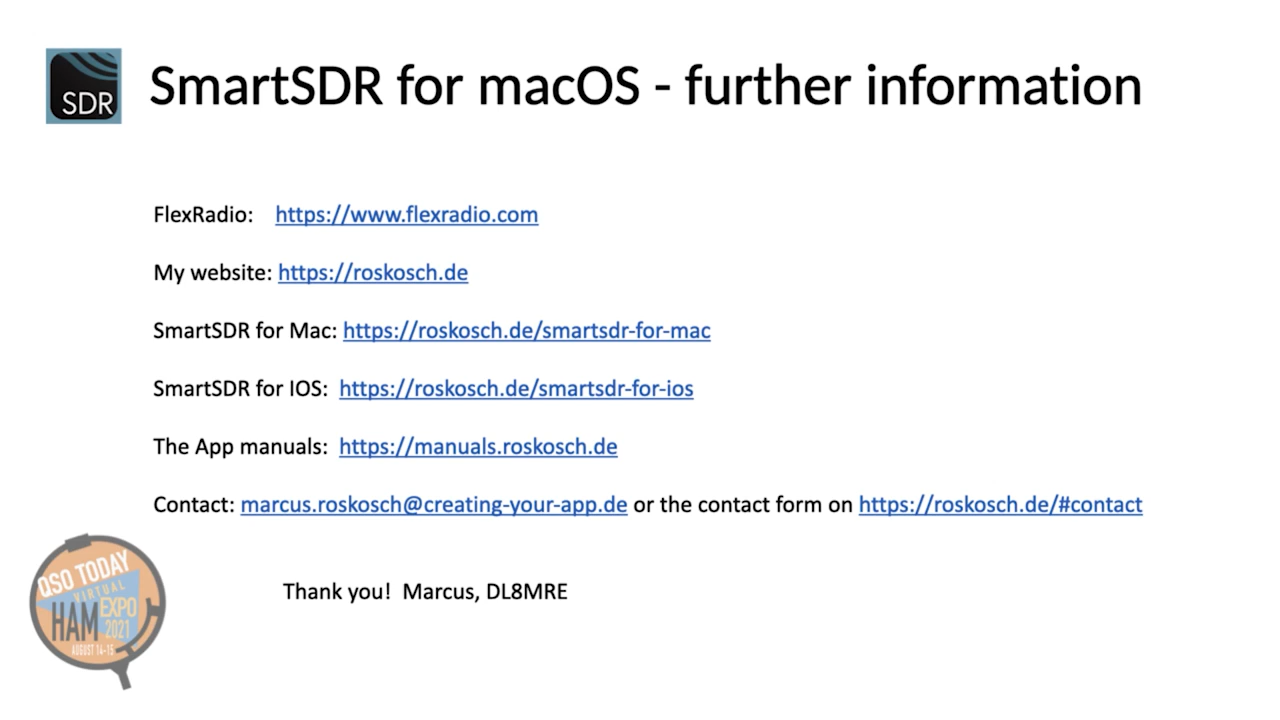 SDR
SmartSDR for macOS - further information
FlexRadio: https://www.flexradio.com
My website: https://roskosch.de
SmartSDR for Mac: https://roskosch.de/smartsdr-for-mac
SmartSDR for IOS: https://roskosch.de/smartsdr-for-ios
The App manuals: https://manuals.roskosch.de
Contact: marcus.roskosch@creating-your-app.de or the contact form on https://roskosch.de/#contact
Thank you! Marcus, DL8MRE
QSO TODAY
VIRTUAL
HAM EXPO
2021
AUGUST 14-15